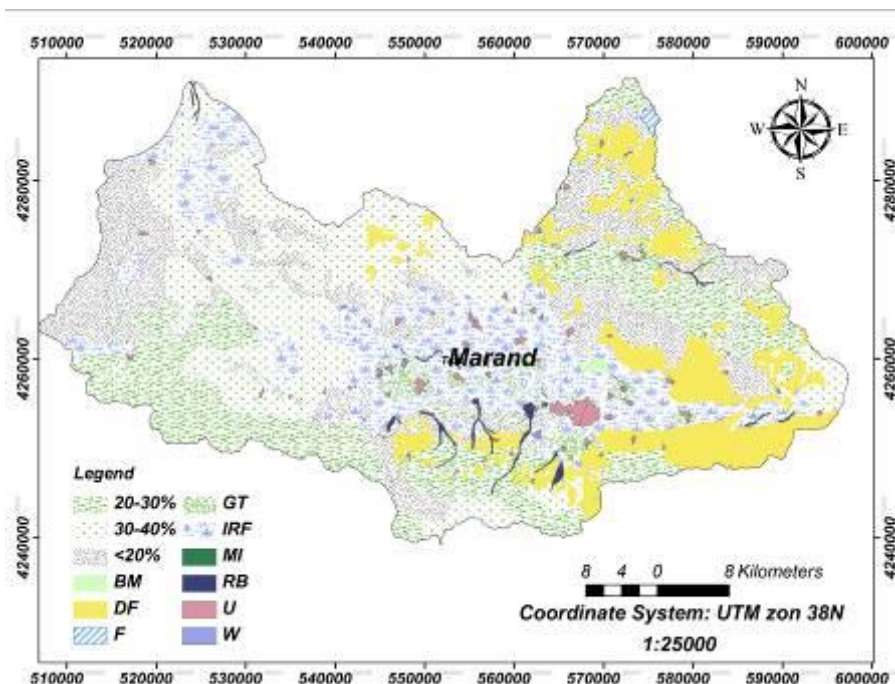 510000 520000 530000 540000 550000 560000 570000 580000 590000 600000
N
W E
S
4280000 4280000
4260000 4260000
4240000 4240000
Marand
Legend
20-30% GT
30-40% IRF
<20% MI
BM RB
DF U
F W
8 4 0 8 Kilometers
Coordinate System: UTM zon 38N
1:25000
510000 520000 530000 540000 550000 560000 570000 580000 590000 600000